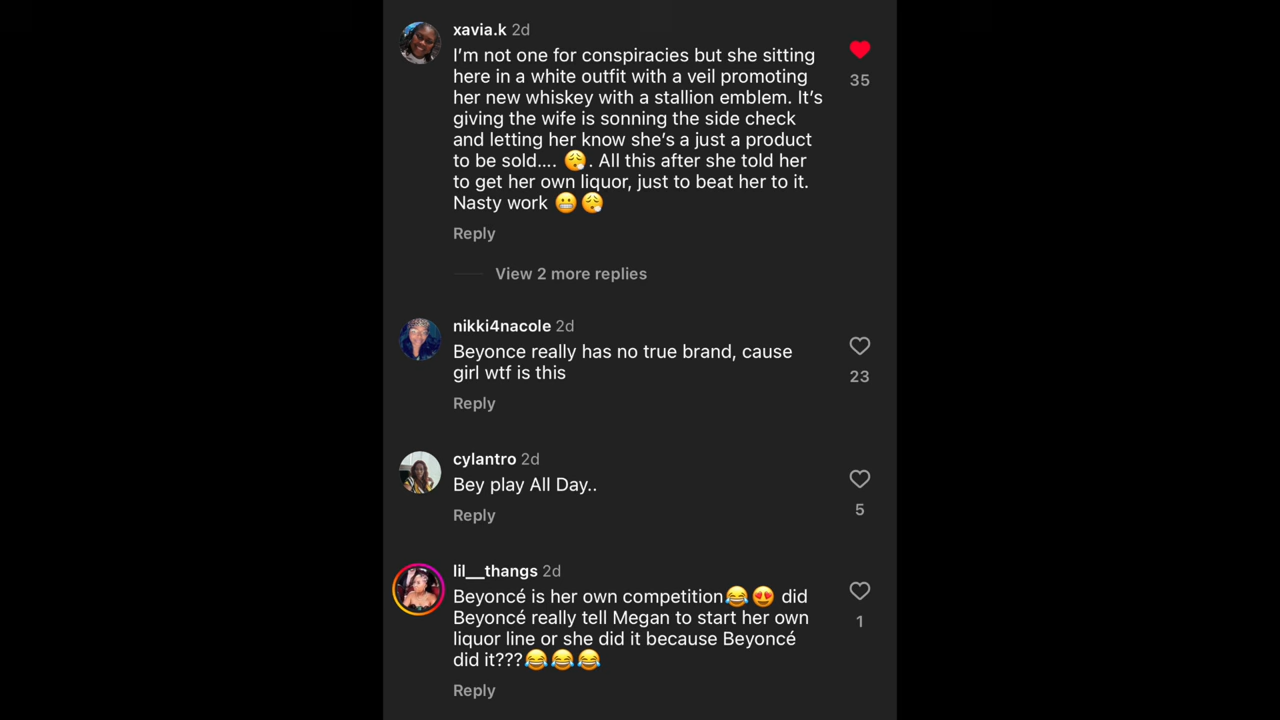 xavia.k 2d
I'm not one for conspiracies but she sitting
here in a white outfit with a veil promoting
her new whiskey with a stallion emblem. It's
giving the wife is sonning the side check
and letting her know she's a just a product
to be sold.... 😮‍💨. All this after she told her
to get her own liquor, just to beat her to it.
Nasty work 😬😮‍💨
35
Reply
View 2 more replies
nikki4nacole 2d
Beyonce really has no true brand, cause
girl wtf is this
23
Reply
cylantro 2d
Bey play All Day..
5
Reply
lil__thangs 2d
Beyoncé is her own competition😂😍 did
Beyoncé really tell Megan to start her own
liquor line or she did it because Beyoncé
did it???😂😂😂
1
Reply